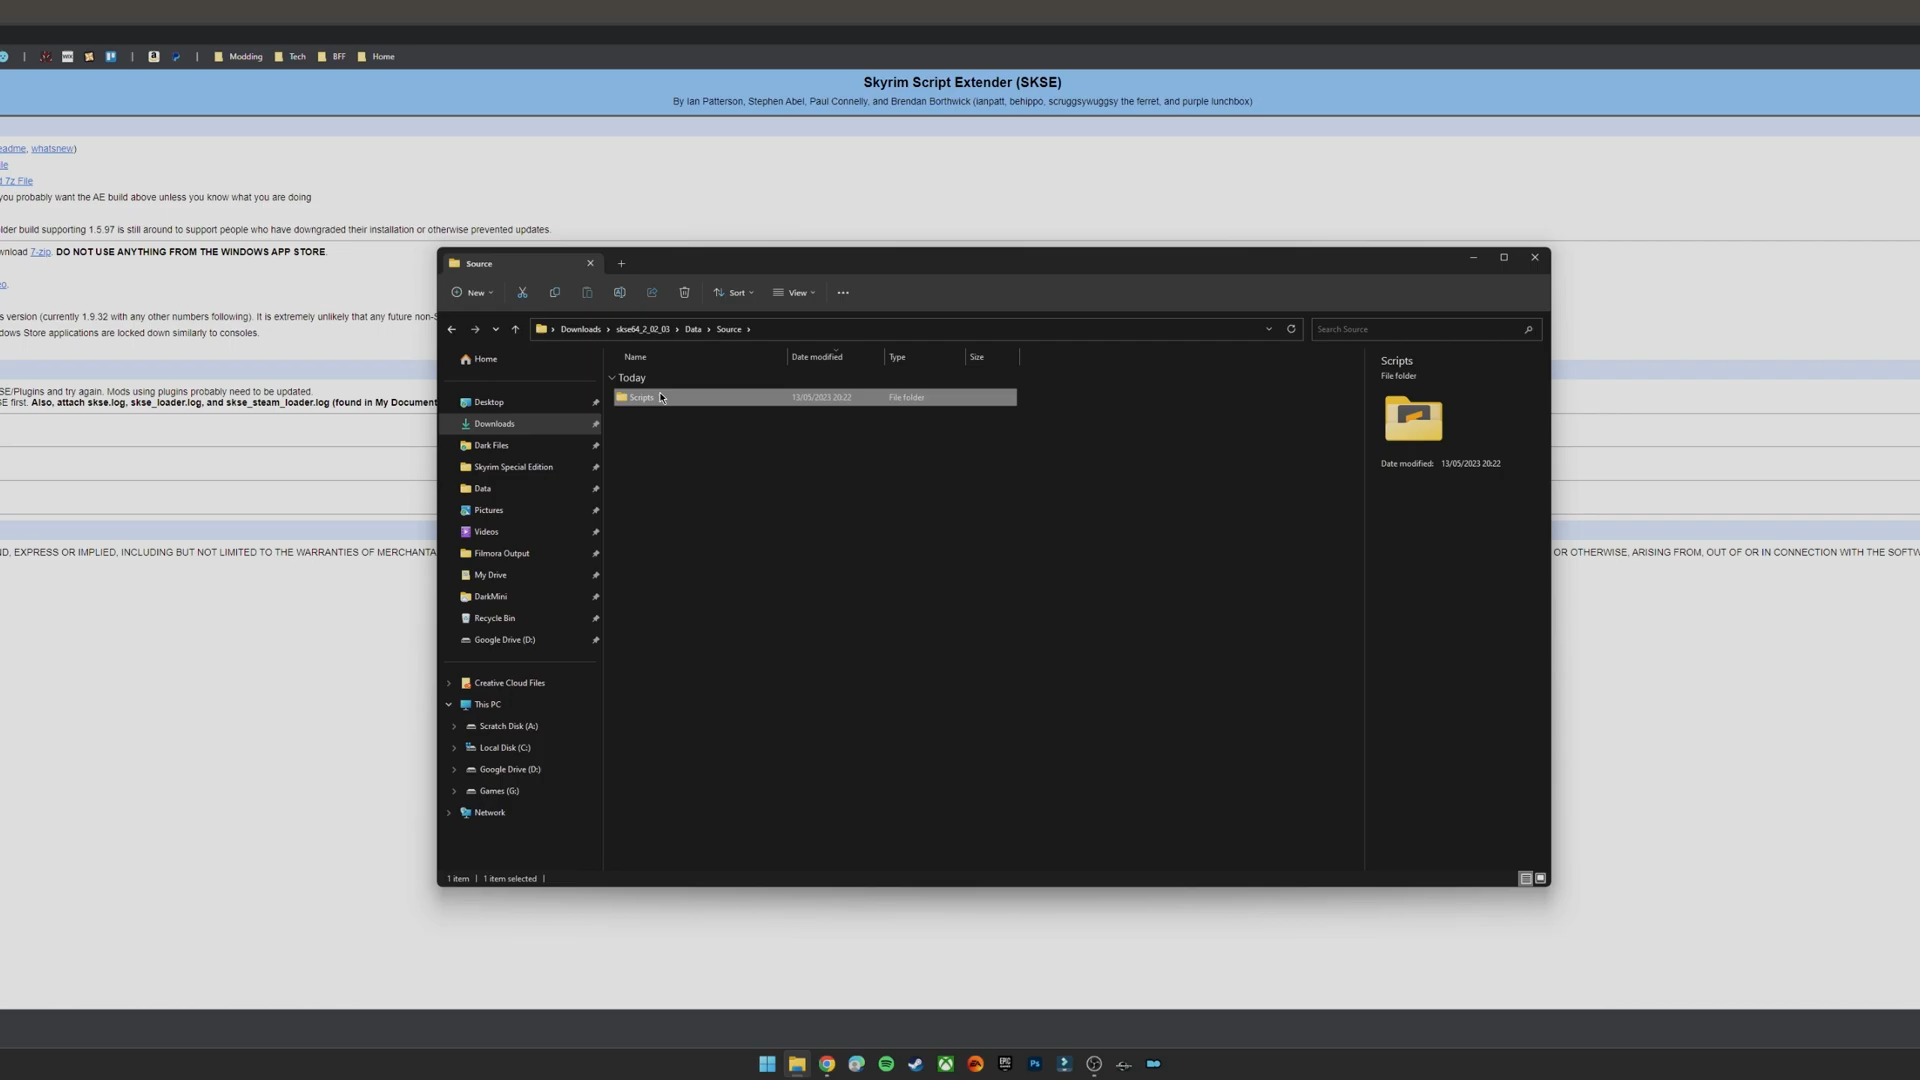 Modding Tech BFF Home
Skyrim Script Extender (SKSE)
By Ian Patterson, Stephen Abel, Paul Connelly, and Brendan Borthwick (ianpatt, behippo, scruggsywuggsy the ferret, and purple lunchbox)
eadme, whatsnew)
ile
d 7z File
you probably want the AE build above unless you know what you are doing
lder build supporting 1.5.97 is still around to support people who have downgraded their installation or otherwise prevented updates.
wnload 7-zip. DO NOT USE ANYTHING FROM THE WINDOWS APP STORE.
eo.
s version (currently 1.9.32 with any other numbers following). It is extremely unlikely that any future non-S
dows Store applications are locked down similarly to consoles.
SE/Plugins and try again. Mods using plugins probably need to be updated.
SE first. Also, attach skse.log, skse_loader.log, and skse_steam_loader.log (found in My Document
ND, EXPRESS OR IMPLIED, INCLUDING BUT NOT LIMITED TO THE WARRANTIES OF MERCHANTA
OR OTHERWISE, ARISING FROM, OUT OF OR IN CONNECTION WITH THE SOFTW
Source
New Sort View
Downloads > skse64_2_02_03 > Data > Source >
Search Source
Home
Desktop
Downloads
Dark Files
Skyrim Special Edition
Data
Pictures
Videos
Filmora Output
My Drive
DarkMini
Recycle Bin
Google Drive (D:)
Creative Cloud Files
This PC
Scratch Disk (A:)
Local Disk (C:)
Google Drive (D:)
Games (G:)
Network
Name Date modified Type Size
Today
Scripts 13/05/2023 20:22 File folder
Scripts
File folder
Date modified: 13/05/2023 20:22
1 item | 1 item selected |
EPIC
Ps